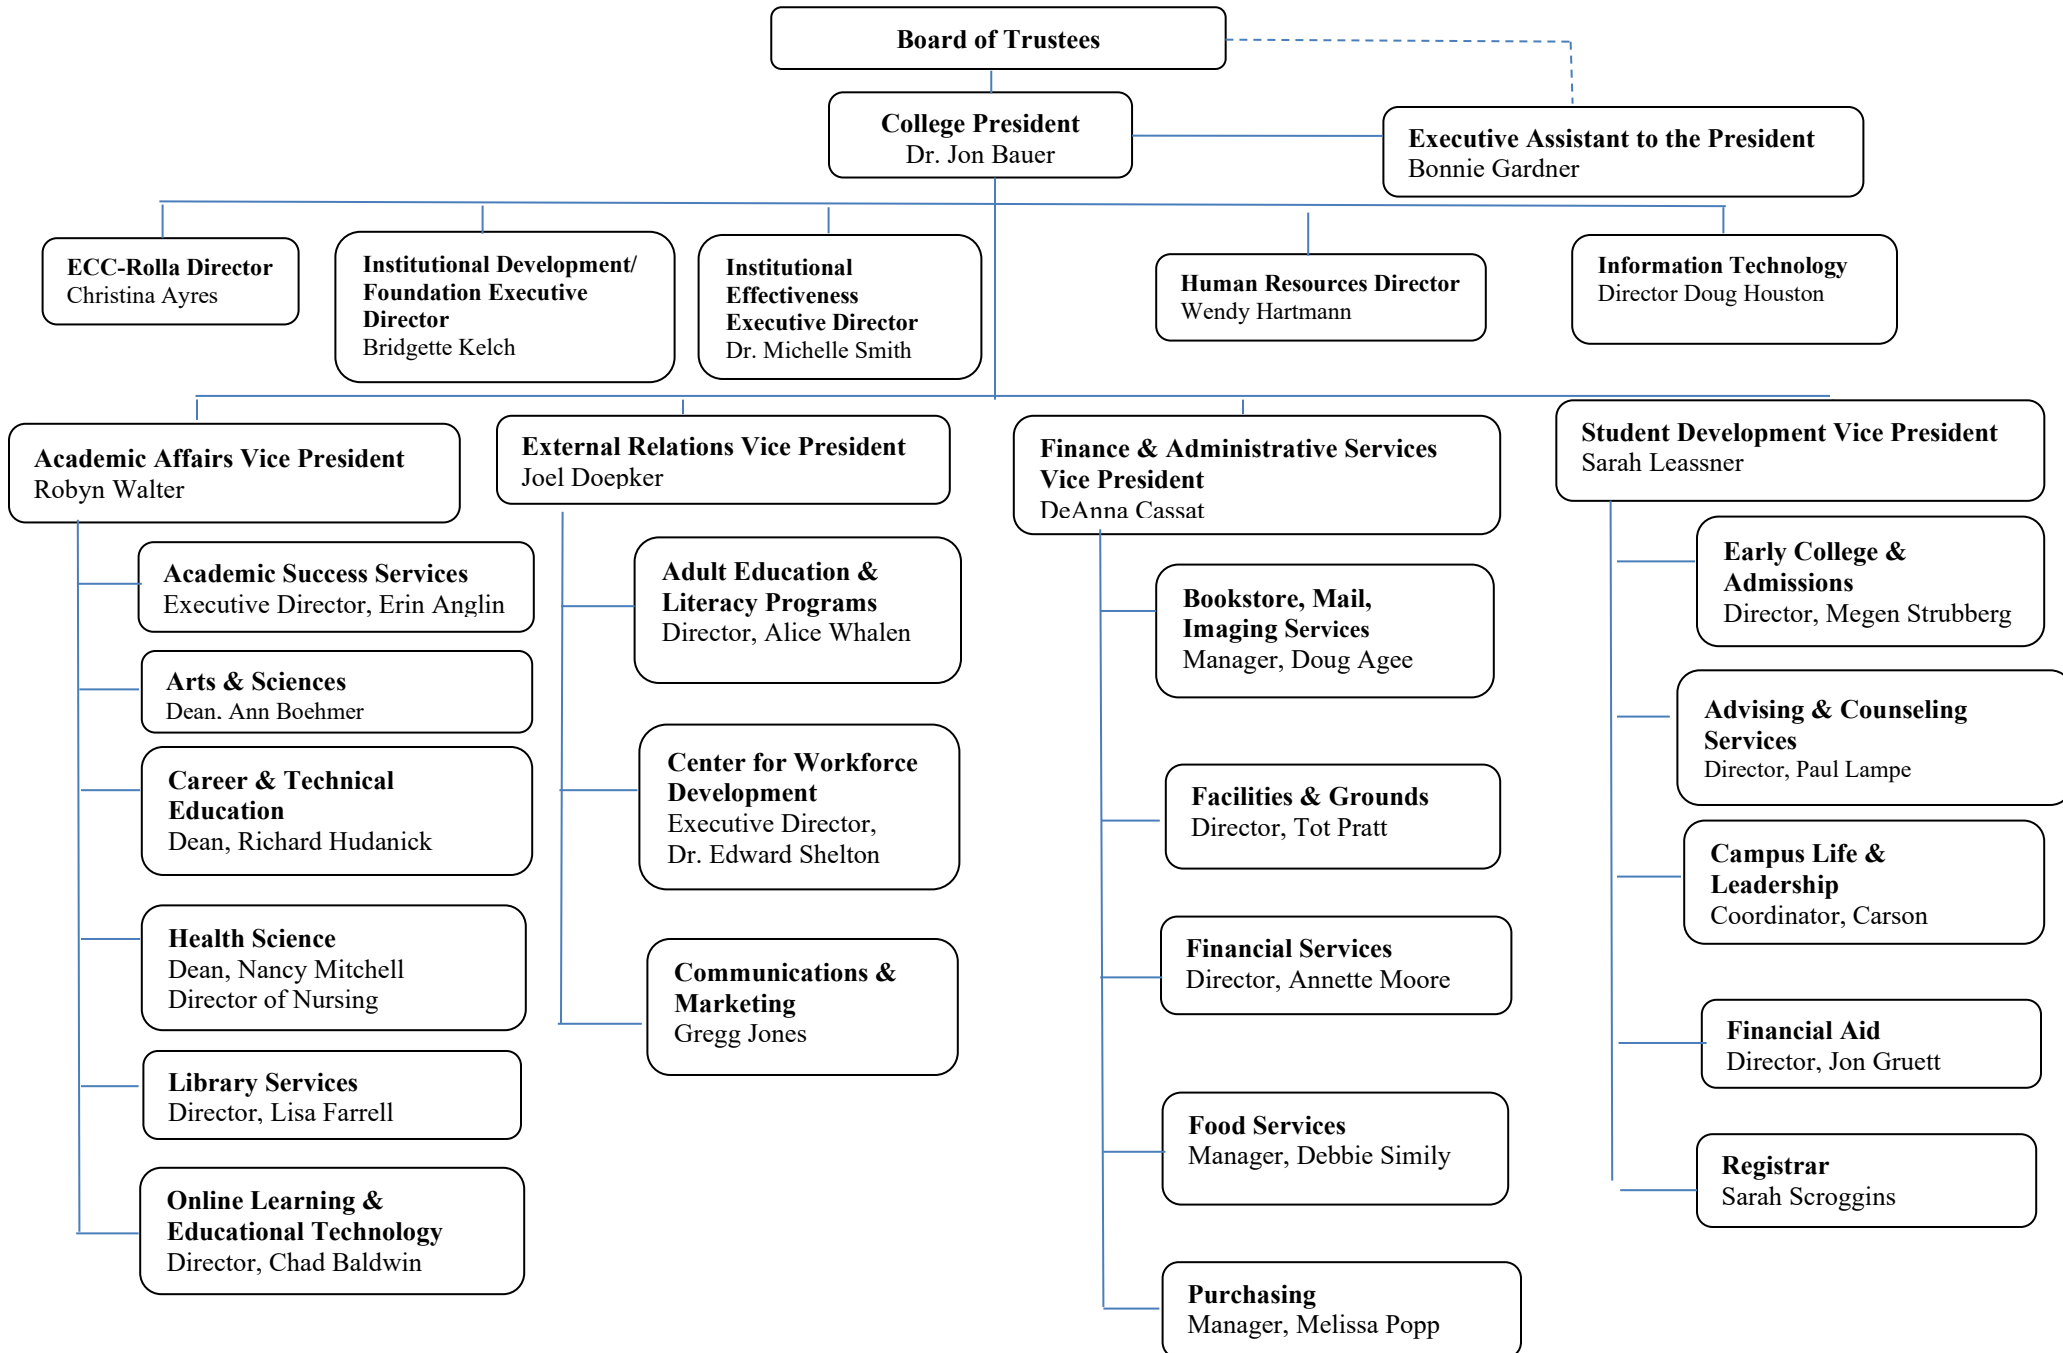 Board of Trustees
College President
Dr. Jon Bauer
Executive Assistant to the President
Bonnie Gardner
ECC-Rolla Director
Christina Ayres
Institutional Development/
Foundation Executive
Director
Bridgette Kelch
Institutional
Effectiveness
Executive Director
Dr. Michelle Smith
Human Resources Director
Wendy Hartmann
Information Technology
Director Doug Houston
Academic Affairs Vice President
Robyn Walter
External Relations Vice President
Joel Doepker
Finance & Administrative Services
Vice President
DeAnna Cassat
Student Development Vice President
Sarah Leassner
Academic Success Services
Executive Director, Erin Anglin
Arts & Sciences
Dean, Ann Boehmer
Career & Technical
Education
Dean, Richard Hudanick
Health Science
Dean, Nancy Mitchell
Director of Nursing
Library Services
Director, Lisa Farrell
Online Learning &
Educational Technology
Director, Chad Baldwin
Adult Education &
Literacy Programs
Director, Alice Whalen
Center for Workforce
Development
Executive Director,
Dr. Edward Shelton
Communications &
Marketing
Gregg Jones
Bookstore, Mail,
Imaging Services
Manager, Doug Agee
Facilities & Grounds
Director, Tot Pratt
Financial Services
Director, Annette Moore
Food Services
Manager, Debbie Simily
Purchasing
Manager, Melissa Popp
Early College &
Admissions
Director, Megen Strubberg
Advising & Counseling
Services
Director, Paul Lampe
Campus Life &
Leadership
Coordinator, Carson
Financial Aid
Director, Jon Gruett
Registrar
Sarah Scroggins